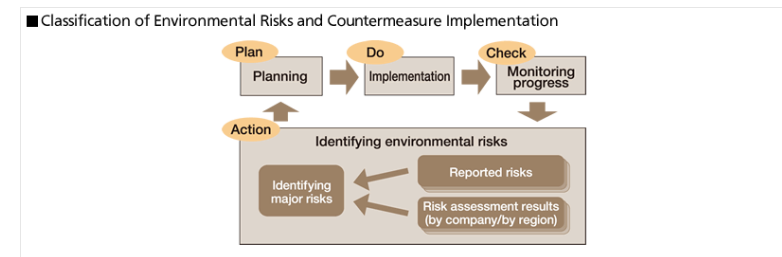 ■ Classification of Environmental Risks and Countermeasure Implementation
Plan
Planning
Do
Implementation
Check
Monitoring
progress
Action
Identifying environmental risks
Identifying
major risks
Reported risks
Risk assessment results
(by company/by region)